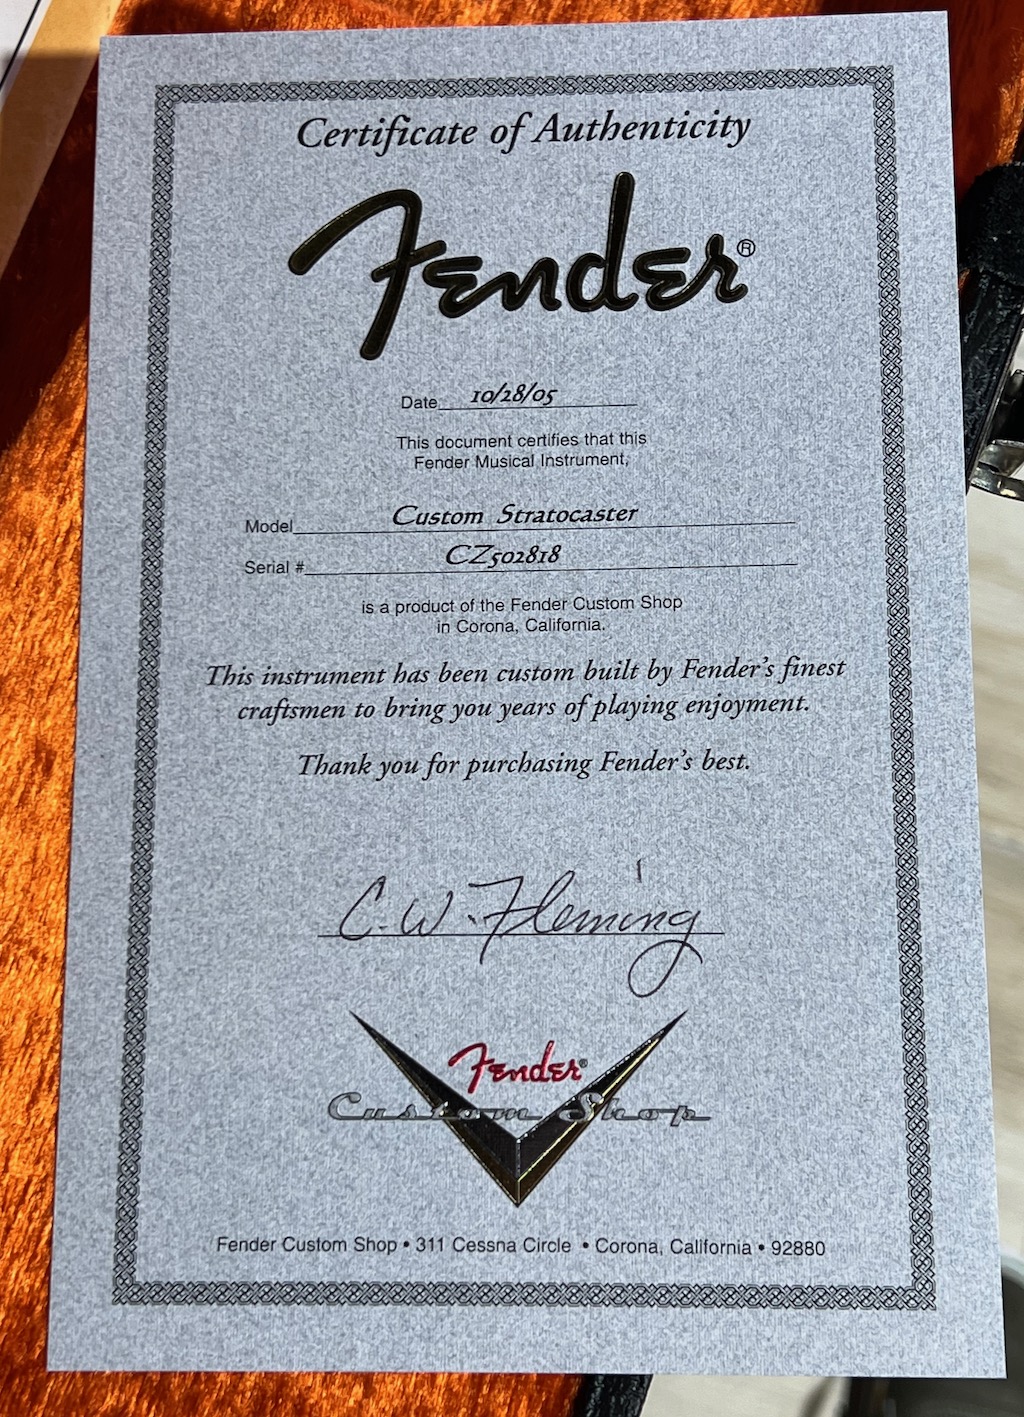 Certificate of Authenticity
Fender®
Date 10/28/05
This document certifies that this
Fender Musical Instrument,
Model Custom Stratocaster
Serial # CZ502818
is a product of the Fender Custom Shop
in Corona, California.
This instrument has been custom built by Fender's finest
craftsmen to bring you years of playing enjoyment.
Thank you for purchasing Fender's best.
C.W. Fleming
Fender®
Custom Shop
Fender Custom Shop • 311 Cessna Circle • Corona, California • 92880